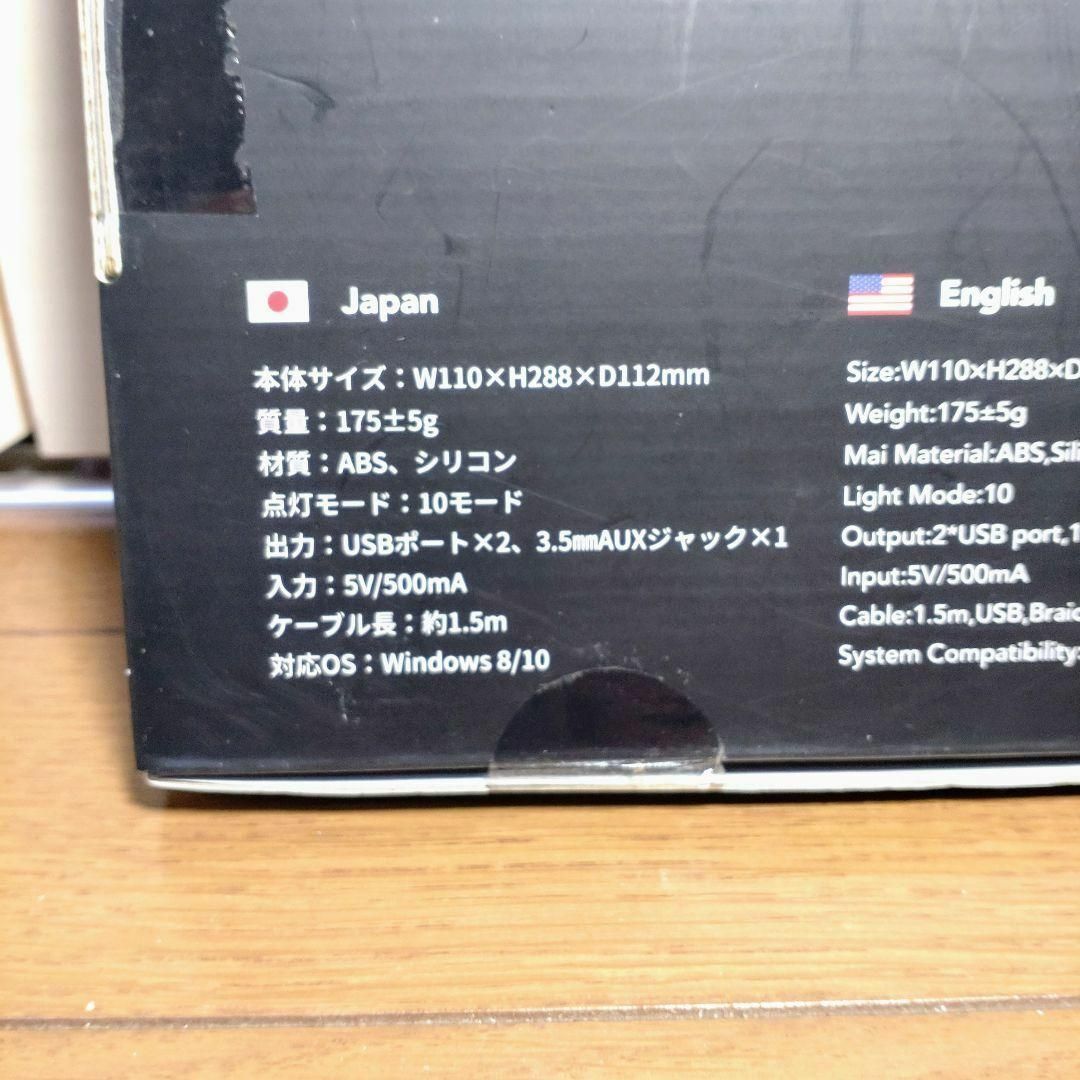 Japan
本体サイズ：W110×H288×D112mm
質量：175±5g
材質：ABS、シリコン
点灯モード：10モード
出力：USBポート×2、3.5㎜AUXジャック×1
入力：5V/500mA
ケーブル長：約1.5m
対応OS：Windows 8/10
English
Size:W110×H288×D
Weight:175±5g
Mai Material:ABS,Sili
Light Mode:10
Output:2*USB port,1
Input:5V/500mA
Cable:1.5m,USB,Braid
System Compatibility: